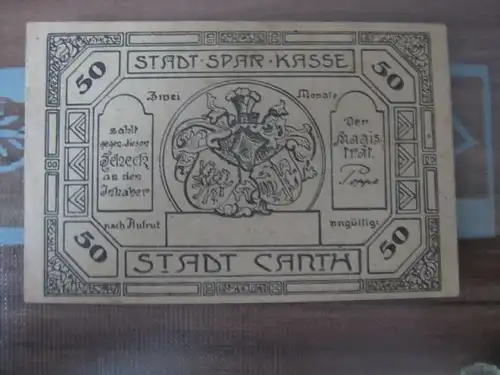 50 STADT·SPAR·KASSE 50
Zwei Monate
zahlt
gegen diesen
Scheck
an den
Inhaber
Der
Magis
trat.
Poppe
nach Aufruf ungültig:
50 STADT CANTH 50